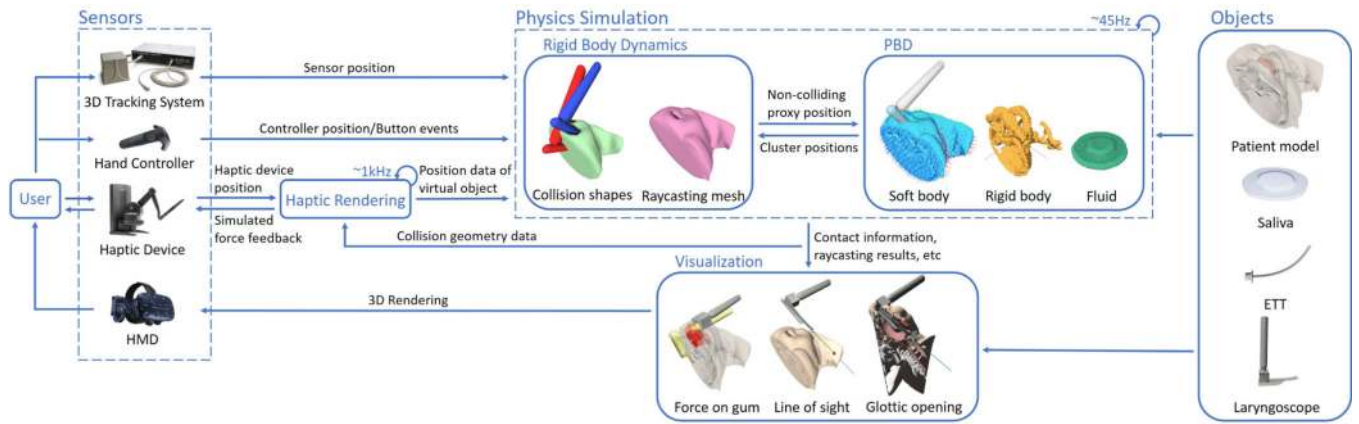 Sensors
3D Tracking System
Hand Controller
Haptic Device
HMD
User
Sensor position
Controller position/Button events
Haptic device
position
Simulated
force feedback
~1kHz
Haptic Rendering
Position data of
virtual object
Collision geometry data
3D Rendering
Physics Simulation
~45Hz
Rigid Body Dynamics
Collision shapes
Raycasting mesh
Non-colliding
proxy position
Cluster positions
PBD
Soft body
Rigid body
Fluid
Contact information,
raycasting results, etc
Visualization
Force on gum
Line of sight
Glottic opening
Objects
Patient model
Saliva
ETT
Laryngoscope